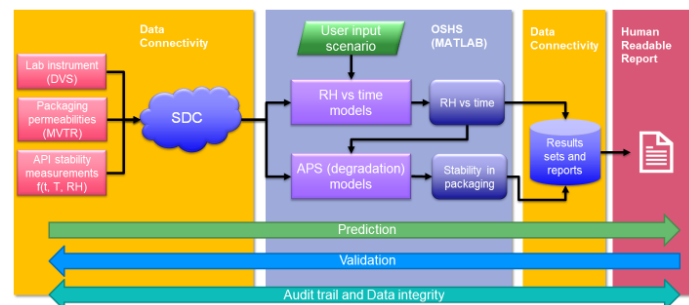 Data
Connectivity
Lab instrument
(DVS)
Packaging
permeabilities
(MVTR)
API stability
measurements
f(t, T, RH)
SDC
User input
scenario
OSHS
(MATLAB)
RH vs time
models
RH vs time
APS (degradation)
models
Stability in
packaging
Data
Connectivity
Results
sets and
reports
Human
Readable
Report
Prediction
Validation
Audit trail and Data integrity